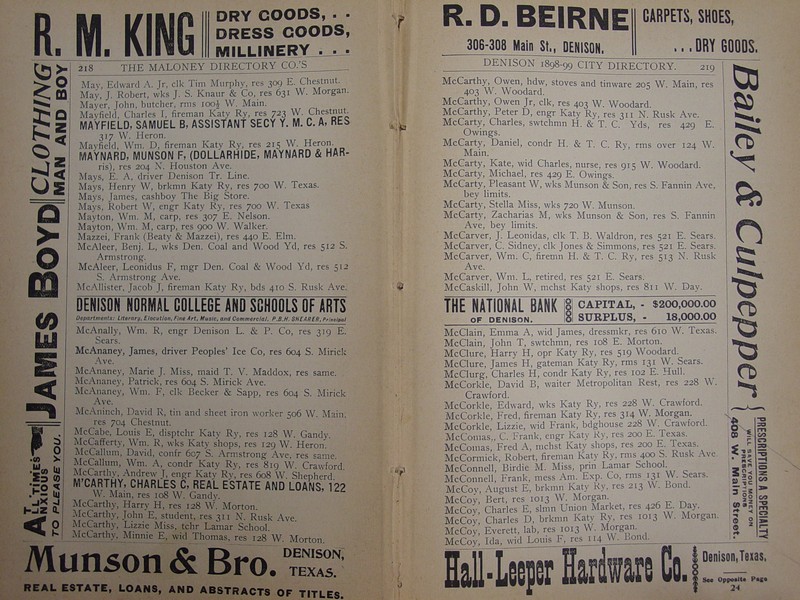 R. M. KING
DRY GOODS, . .
DRESS GOODS,
MILLINERY . . .
218 THE MALONEY DIRECTORY CO.'S
May, Edward A. Jr, clk Tim Murphy, res 309 E. Chestnut.
May, J. Robert, wks J. S. Knaur & Co, res 631 W. Morgan.
Mayer, John, butcher, rms 100½ W. Main.
Mayfield, Charles I, fireman Katy Ry, res 723 W. Chestnut.
MAYFIELD, SAMUEL B, ASSISTANT SECY Y. M. C. A, RES
317 W. Heron.
Mayfield, Wm. D, fireman Katy Ry, res 215 W. Heron.
MAYNARD, MUNSON F, (DOLLARHIDE, MAYNARD & HAR-
ris), res 204 N. Houston Ave.
Mays, E. A, driver Denison Tr. Line.
Mays, Henry W, brkmn Katy Ry, res 700 W. Texas.
Mays, James, cashboy The Big Store.
Mays, Robert W, engr Katy Ry, res 700 W. Texas
Mayton, Wm. M, carp, res 307 E. Nelson.
Mayton, Wm. M, carp, res 900 W. Walker.
Mazzei, Frank (Beaty & Mazzei), res 440 E. Elm.
McAleer, Benj. L, wks Den. Coal and Wood Yd, res 512 S.
Armstrong.
McAleer, Leonidus F, mgr Den. Coal & Wood Yd, res 512
S. Armstrong Ave.
McAllister, Jacob J, fireman Katy Ry, bds 410 S. Rusk Ave.
DENISON NORMAL COLLEGE AND SCHOOLS OF ARTS
Departments: Literary, Elocution, Fine Art, Music, and Commercial. P.B.H. SHEARER, Principal
McAnally, Wm. R, engr Denison L. & P. Co, res 319 E.
Sears.
McAnaney, James, driver Peoples' Ice Co, res 604 S. Mirick
Ave.
McAnaney, Marie J. Miss, maid T. V. Maddox, res same.
McAnaney, Patrick, res 604 S. Mirick Ave.
McAnaney, Wm. F, clk Becker & Sapp, res 604 S. Mirick
Ave.
McAninch, David R, tin and sheet iron worker 506 W. Main,
res 704 Chestnut.
McCabe, Louis E, disptchr Katy Ry, res 128 W. Gandy.
McCafferty, Wm. R, wks Katy shops, res 129 W. Heron.
McCallum, David, confr 607 S. Armstrong Ave, res same.
McCallum, Wm. A, condr Katy Ry, res 819 W. Crawford.
McCarthy, Andrew J, engr Katy Ry, res 608 W. Shepherd.
M'CARTHY, CHARLES C, REAL ESTATE AND LOANS, 122
W. Main, res 108 W. Gandy.
McCarthy, Harry H, res 128 W. Morton.
McCarthy, John E, student, res 311 N. Rusk Ave.
McCarthy, Lizzie Miss, tchr Lamar School.
McCarthy, Minnie E, wid Thomas, res 128 W. Morton.
JAMES BOYD
CLOTHING
MAN AND BOY
AT ALL TIMES ANXIOUS
TO PLEASE YOU.
Munson & Bro.
DENISON,
TEXAS.
REAL ESTATE, LOANS, AND ABSTRACTS OF TITLES.
R. D. BEIRNE
306-308 Main St., DENISON,
CARPETS, SHOES,
. . . DRY GOODS.
DENISON 1898-99 CITY DIRECTORY. 219
McCarthy, Owen, hdw, stoves and tinware 205 W. Main, res
403 W. Woodard.
McCarthy, Owen Jr, clk, res 403 W. Woodard.
McCarthy, Peter D, engr Katy Ry, res 311 N. Rusk Ave.
McCarty, Charles, swtchmn H. & T. C. Yds, res 429 E.
Owings.
McCarty, Daniel, condr H. & T. C. Ry, rms over 124 W.
Main.
McCarty, Kate, wid Charles, nurse, res 915 W. Woodard.
McCarty, Michael, res 429 E. Owings.
McCarty, Pleasant W, wks Munson & Son, res S. Fannin Ave,
bey limits.
McCarty, Stella Miss, wks 720 W. Munson.
McCarty, Zacharias M, wks Munson & Son, res S. Fannin
Ave, bey limits.
McCarver, J. Leonidas, clk T. B. Waldron, res 521 E. Sears.
McCarver, C. Sidney, clk Jones & Simmons, res 521 E. Sears.
McCarver, Wm. C, firemn H. & T. C. Ry, res 513 N. Rusk
Ave.
McCarver, Wm. L, retired, res 521 E. Sears.
McCaskill, John W, mchst Katy shops, res 811 W. Day.
THE NATIONAL BANK
OF DENISON.
CAPITAL, - $200,000.00
SURPLUS, - 18,000.00
McClain, Emma A, wid James, dressmkr, res 610 W. Texas.
McClain, John T, swtchmn, res 108 E. Morton.
McClure, Harry H, opr Katy Ry, res 519 Woodard.
McClure, James H, gateman Katy Ry, rms 131 W. Sears.
McClurg, Charles H, condr Katy Ry, res 102 E. Hull.
McCorkle, David B, waiter Metropolitan Rest, res 228 W.
Crawford.
McCorkle, Edward, wks Katy Ry, res 228 W. Crawford.
McCorkle, Fred, fireman Katy Ry, res 314 W. Morgan.
McCorkle, Lizzie, wid Frank, bdghouse 228 W. Crawford.
McComas, C. Frank, engr Katy Ry, res 200 E. Texas.
McComas, Fred A, mchst Katy shops, res 200 E. Texas.
McCormick, Robert, fireman Katy Ry, rms 400 S. Rusk Ave.
McConnell, Birdie M. Miss, prin Lamar School.
McConnell, Frank, mess Am. Exp. Co, rms 131 W. Sears.
McCoy, August E, brkmn Katy Ry, res 213 W. Bond.
McCoy, Bert, res 1013 W. Morgan.
McCoy, Charles E, slmn Union Market, res 426 E. Day.
McCoy, Charles D, brkmn Katy Ry, res 1013 W. Morgan.
McCoy, Everett, lab, res 1013 W. Morgan.
McCoy, Ida, wid Louis F, res 114 W. Bond.
Bailey & Culpepper
PRESCRIPTIONS A SPECIALTY
WILL SAVE YOU MONEY ON
PRESCRIPTIONS
408 W. Main Street.
Hall-Leeper Hardware Co.
Denison, Texas,
See Opposite Page
24